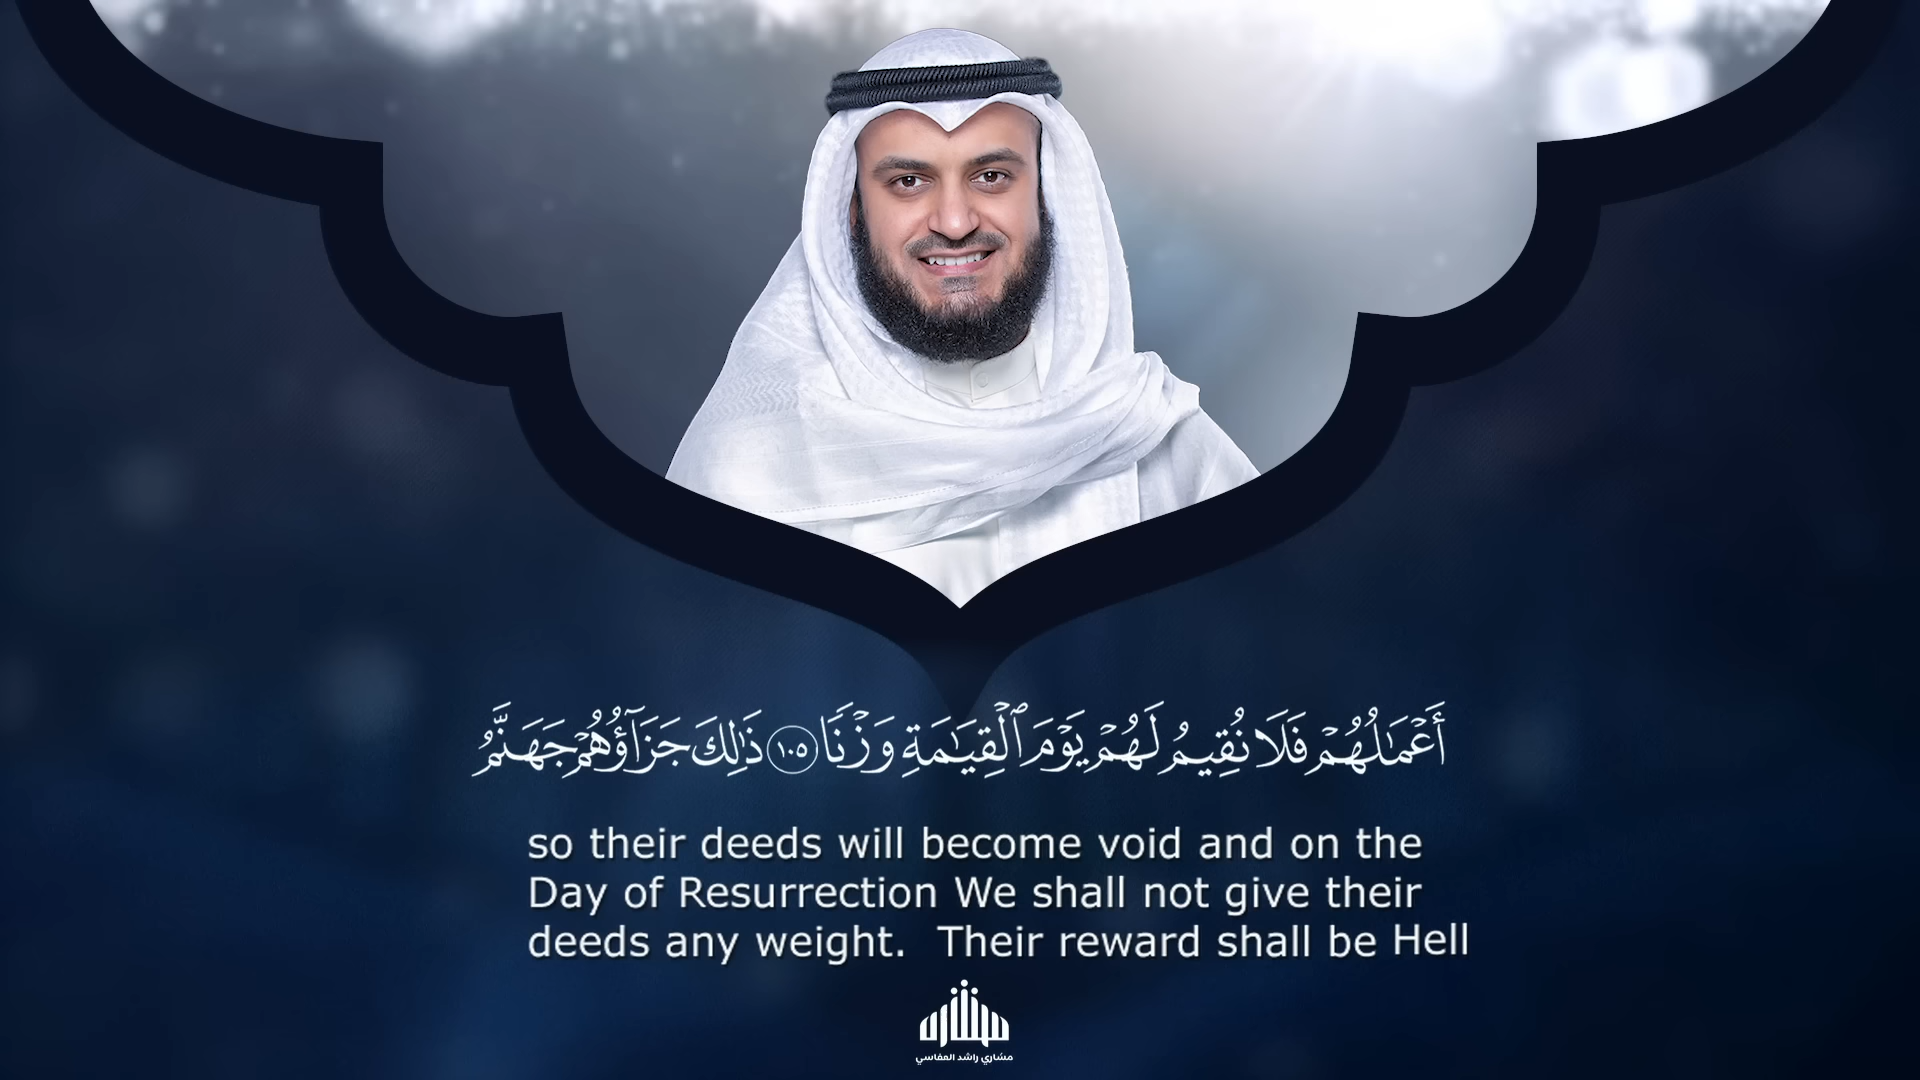 أَعْمَـٰلُهُمْ فَلَا نُقِيمُ لَهُمْ يَوْمَ ٱلْقِيَـٰمَةِ وَزْنًا ١٠٥ ذَٰلِكَ جَزَآؤُهُمْ جَهَنَّمُ
so their deeds will become void and on the
Day of Resurrection We shall not give their
deeds any weight. Their reward shall be Hell
مشاري راشد العفاسي